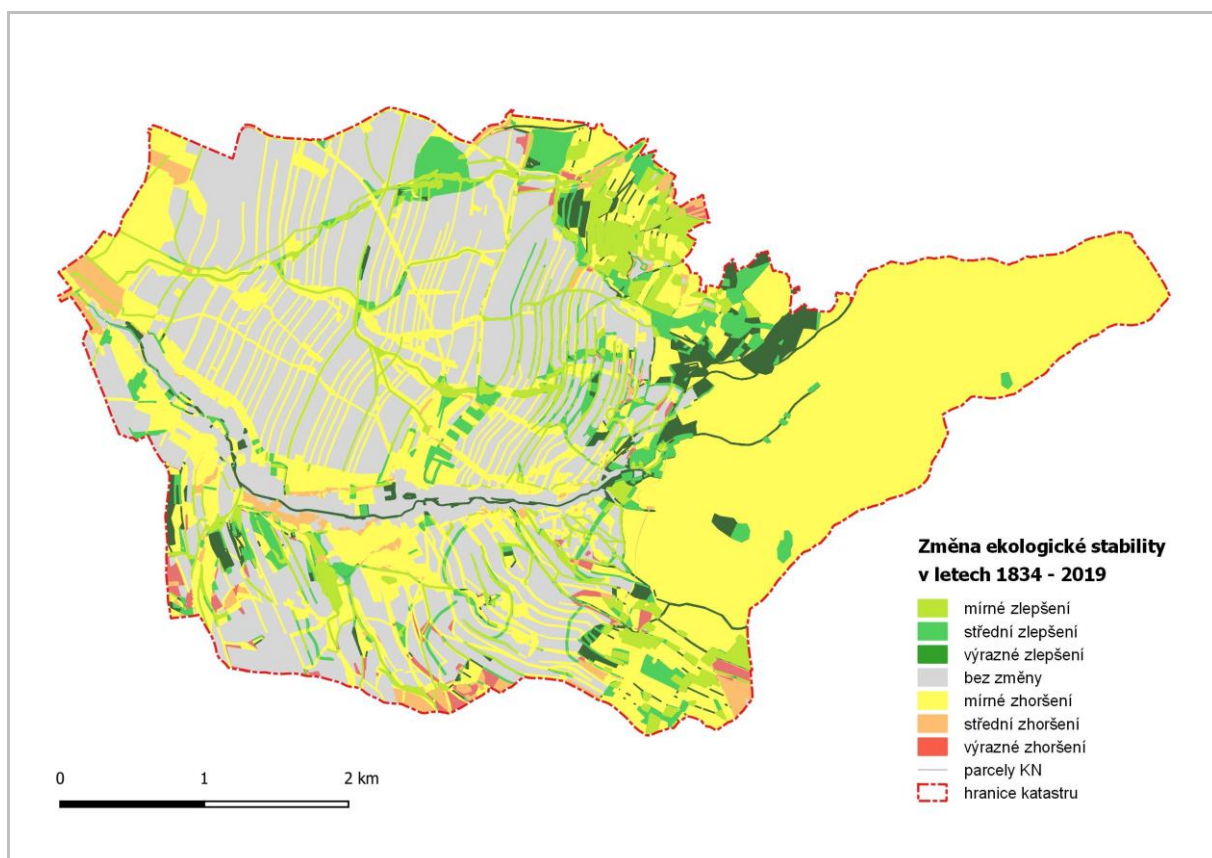 Změna ekologické stability
v letech 1834 - 2019
mírné zlepšení
střední zlepšení
výrazné zlepšení
bez změny
mírné zhoršení
střední zhoršení
výrazné zhoršení
parcely KN
hranice katastru
0 1 2 km